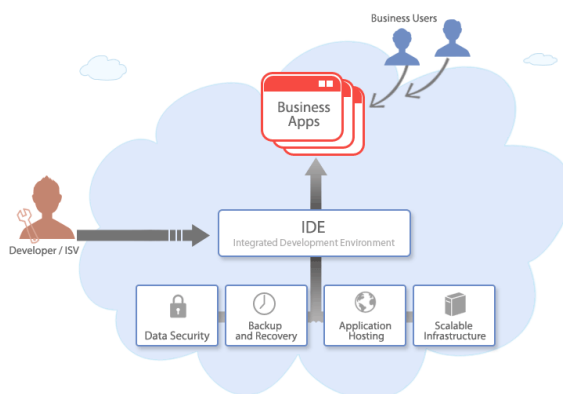 Business Users
Business
Apps
IDE
Integrated Development Environment
Developer / ISV
Data Security
Backup
and Recovery
Application
Hosting
Scalable
Infrastructure